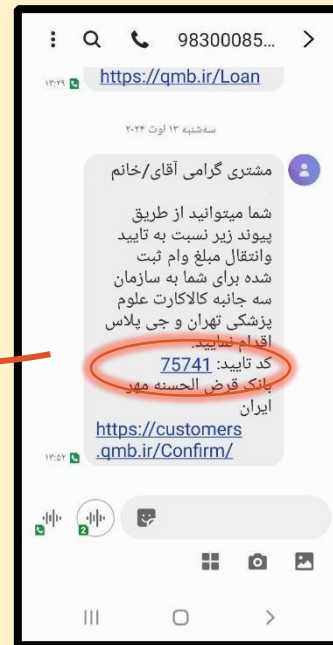 98300085...
https://qmb.ir/Loan
۱۳:۲۹
سه‌شنبه ۱۳ اوت ۲۰۲۴
مشتری گرامی آقای/خانم
.
شما میتوانید از طریق
پیوند زیر نسبت به تایید
وانتقال مبلغ وام ثبت
شده برای شما به سازمان
سه جانبه کالاکارت علوم
پزشکی تهران و جی پلاس
اقدام نمایید.
کد تایید: 75741
بانک قرض الحسنه مهر
ایران
https://customers
.qmb.ir/Confirm/
۱۳:۵۲
2